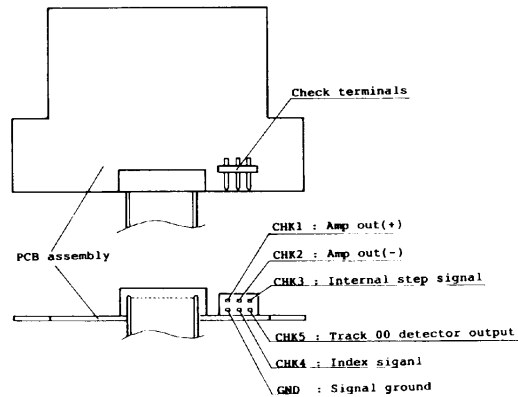 Check terminals
CHK1 : Amp out(+)
CHK2 : Amp out(-)
PCB assembly
CHK3 : Internal step signal
CHK5 : Track 00 detector output
CHK4 : Index siganl
GND : Signal ground